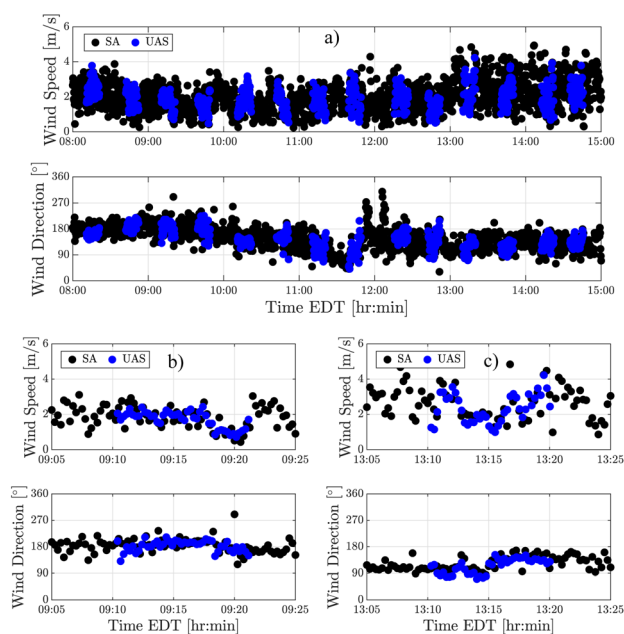 a)
SA UAS
Wind Speed [m/s]
6
4
2
0
08:00 09:00 10:00 11:00 12:00 13:00 14:00 15:00
Wind Direction [°]
360
270
180
90
0
08:00 09:00 10:00 11:00 12:00 13:00 14:00 15:00
Time EDT [hr:min]
b)
SA UAS
Wind Speed [m/s]
6
4
2
0
09:05 09:10 09:15 09:20 09:25
Wind Direction [°]
360
270
180
90
0
09:05 09:10 09:15 09:20 09:25
Time EDT [hr:min]
c)
SA UAS
Wind Speed [m/s]
6
4
2
0
13:05 13:10 13:15 13:20 13:25
Wind Direction [°]
360
270
180
90
0
13:05 13:10 13:15 13:20 13:25
Time EDT [hr:min]